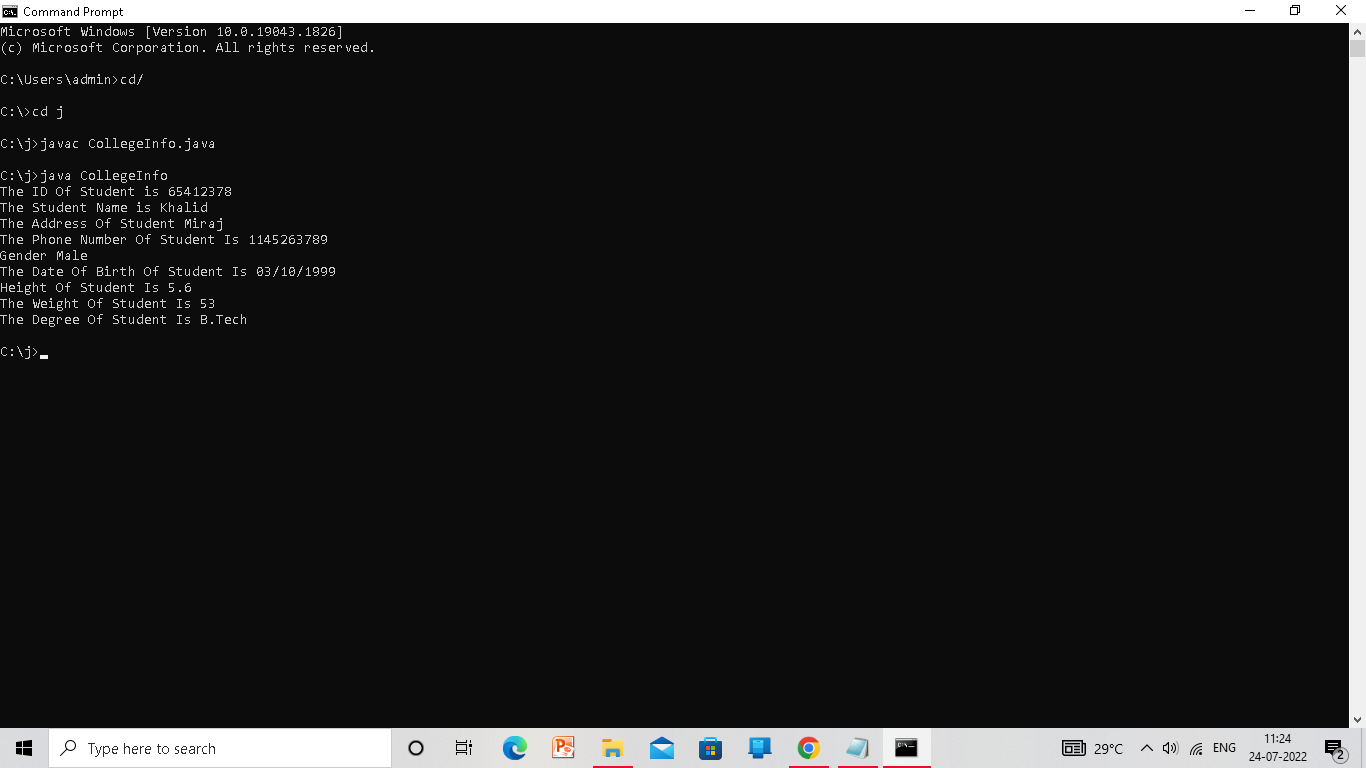 Command Prompt
Microsoft Windows [Version 10.0.19043.1826]
(c) Microsoft Corporation. All rights reserved.
C:\Users\admin>cd/
C:\>cd j
C:\j>javac CollegeInfo.java
C:\j>java CollegeInfo
The ID Of Student is 65412378
The Student Name is Khalid
The Address Of Student Miraj
The Phone Number Of Student Is 1145263789
Gender Male
The Date Of Birth Of Student Is 03/10/1999
Height Of Student Is 5.6
The Weight Of Student Is 53
The Degree Of Student Is B.Tech
C:\j>
Type here to search
29°C
ENG
11:24
24-07-2022
2